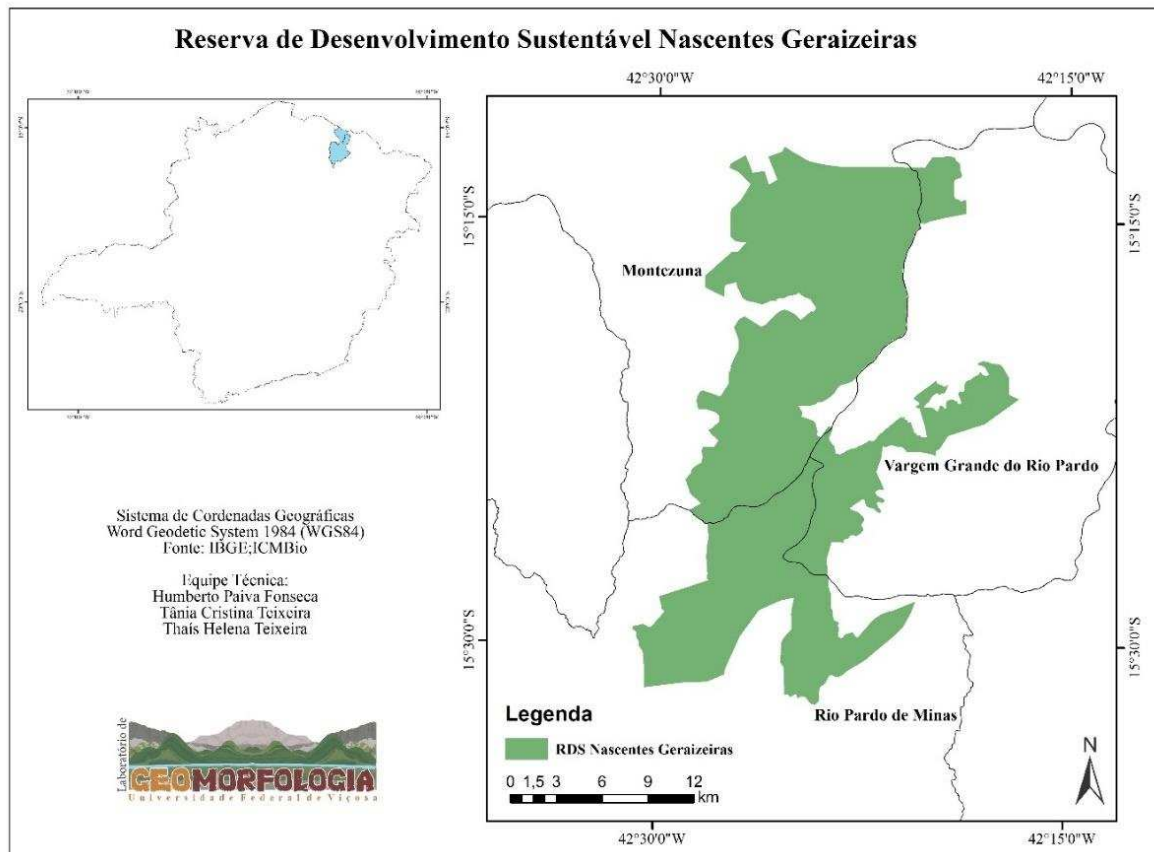 Reserva de Desenvolvimento Sustentável Nascentes Geraizeiras
42°30'0"W
42°15'0"W
15°15'0"S
15°15'0"S
Montezuna
Vargem Grande do Rio Pardo
Sistema de Cordenadas Geográficas
Word Geodetic System 1984 (WGS84)
Fonte: IBGE;ICMBio
Equipe Técnica:
Humberto Paiva Fonseca
Tânia Cristina Teixeira
Thaís Helena Teixeira
15°30'0"S
15°30'0"S
Rio Pardo de Minas
Legenda
RDS Nascentes Geraizeiras
0 1,5 3 6 9 12
km
N
Laboratório de
GEOMORFOLOGIA
Universidade Federal de Viçosa
42°30'0"W
42°15'0"W